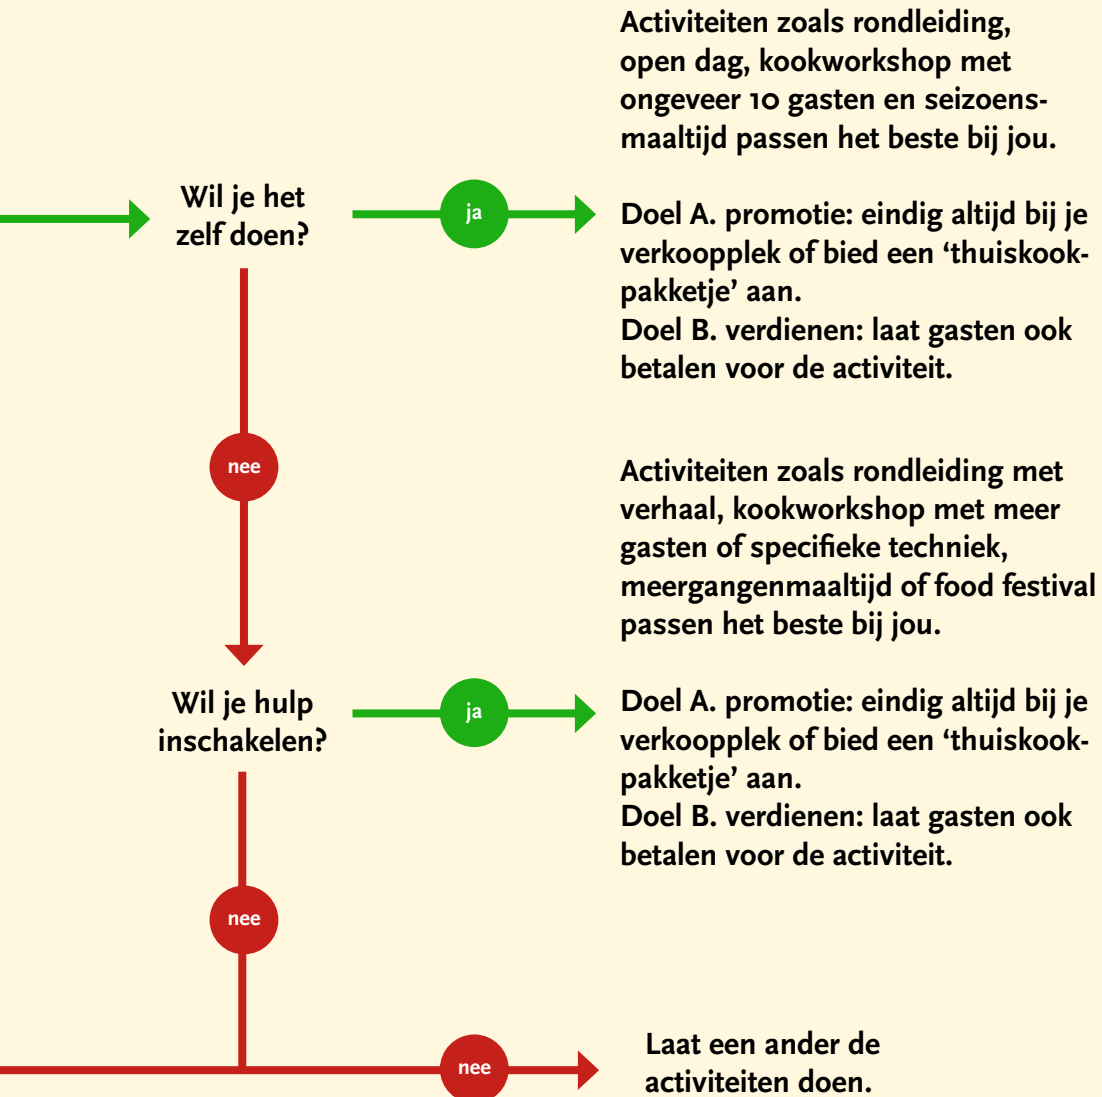 Activiteiten zoals rondleiding,
open dag, kookworkshop met
ongeveer 10 gasten en seizoens-
maaltijd passen het beste bij jou.
Wil je het
zelf doen?
ja
Doel A. promotie: eindig altijd bij je
verkoopplek of bied een ‘thuiskook-
pakketje’ aan.
Doel B. verdienen: laat gasten ook
betalen voor de activiteit.
nee
Activiteiten zoals rondleiding met
verhaal, kookworkshop met meer
gasten of specifieke techniek,
meergangenmaaltijd of food festival
passen het beste bij jou.
Wil je hulp
inschakelen?
ja
Doel A. promotie: eindig altijd bij je
verkoopplek of bied een ‘thuiskook-
pakketje’ aan.
Doel B. verdienen: laat gasten ook
betalen voor de activiteit.
nee
nee
Laat een ander de
activiteiten doen.